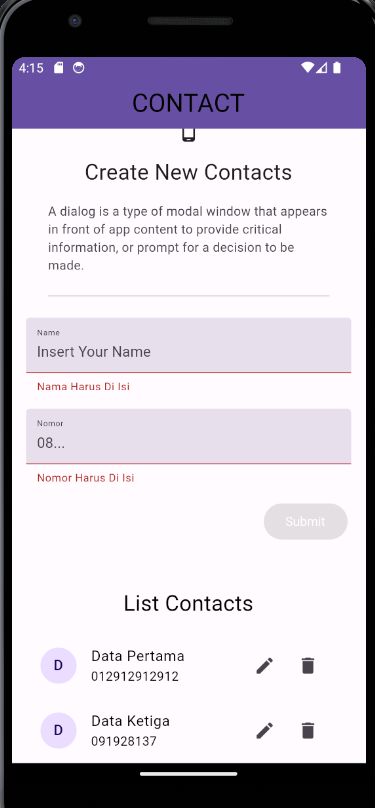 4:15
CONTACT
Create New Contacts
A dialog is a type of modal window that appears
in front of app content to provide critical
information, or prompt for a decision to be
made.
Name
Insert Your Name
Nama Harus Di Isi
Nomor
08...
Nomor Harus Di Isi
Submit
List Contacts
D
Data Pertama
012912912912
D
Data Ketiga
091928137